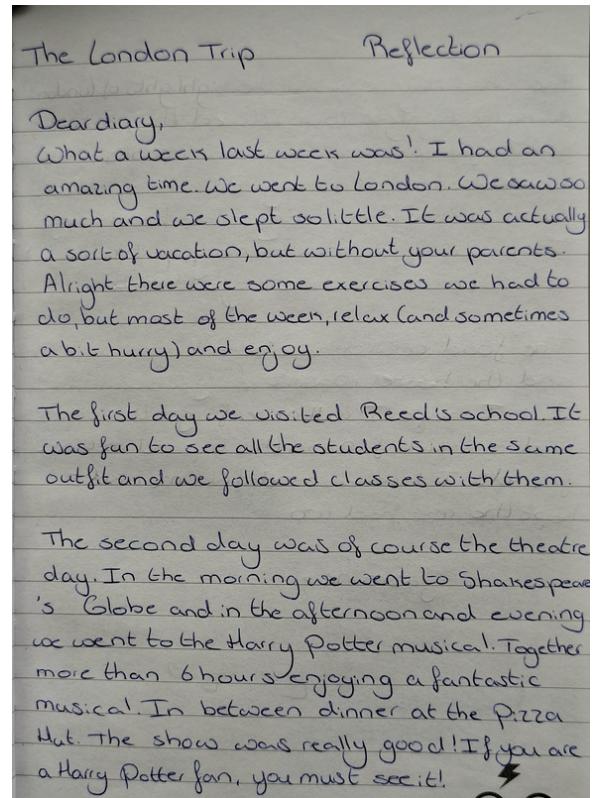 The London Trip Reflection
Dear diary,
What a week last week was! I had an
amazing time. We went to London. We saw so
much and we slept so little. It was actually
a sort of vacation, but without your parents.
Alright there were some exercises we had to
do, but most of the week, relax (and sometimes
a bit hurry) and enjoy.
The first day we visited Reed's school. It
was fun to see all the students in the same
outfit and we followed classes with them.
The second day was of course the theatre
day. In the morning we went to Shakespeare
's Globe and in the afternoon and evening
we went to the Harry Potter musical. Together
more than 6 hours enjoying a fantastic
musical. In between dinner at the Pizza
Hut. The show was really good! If you are
a Harry Potter fan, you must see it!